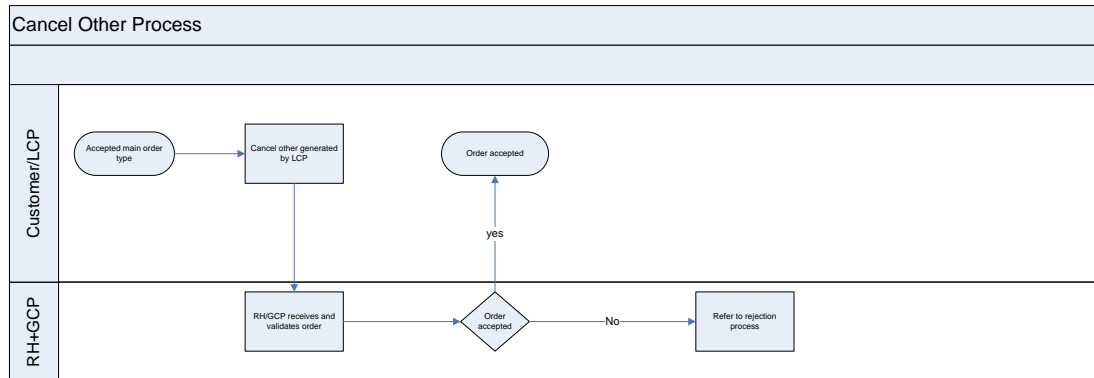 Cancel Other Process
Customer/LCP
Accepted main order
type
Cancel other generated
by LCP
Order accepted
yes
RH+GCP
RH/GCP receives and
validates order
Order
accepted
No
Refer to rejection
process